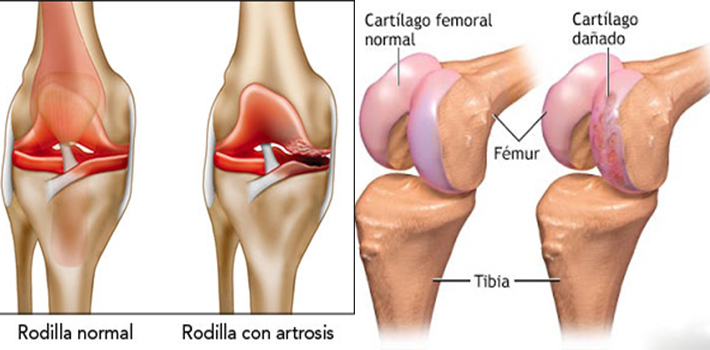 Rodilla normal
Rodilla con artrosis
Cartílago femoral
normal
Cartílago
dañado
Fémur
Tibia